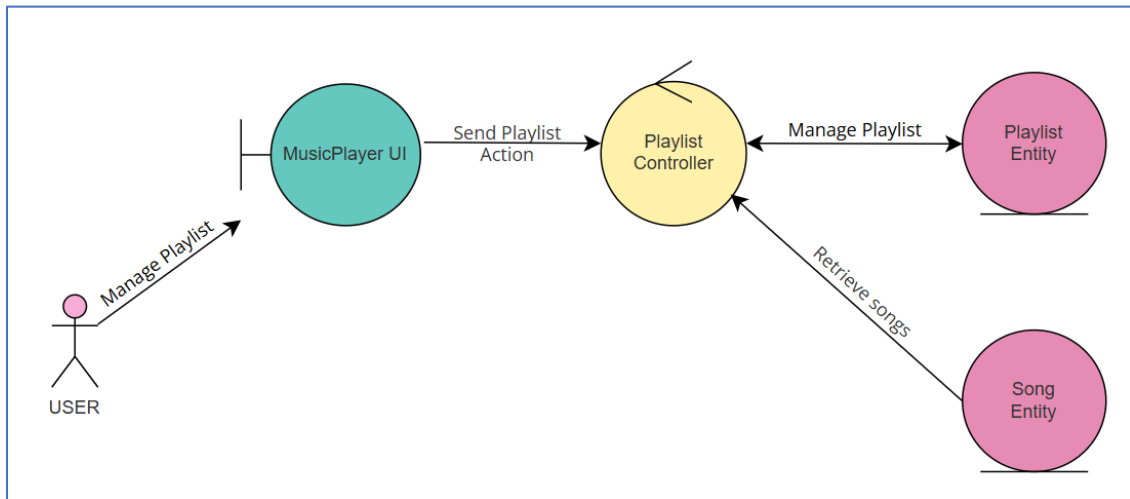 MusicPlayer UI
Send Playlist
Action
Playlist
Controller
Manage Playlist
Playlist
Entity
Manage Playlist
Retrieve songs
USER
Song
Entity